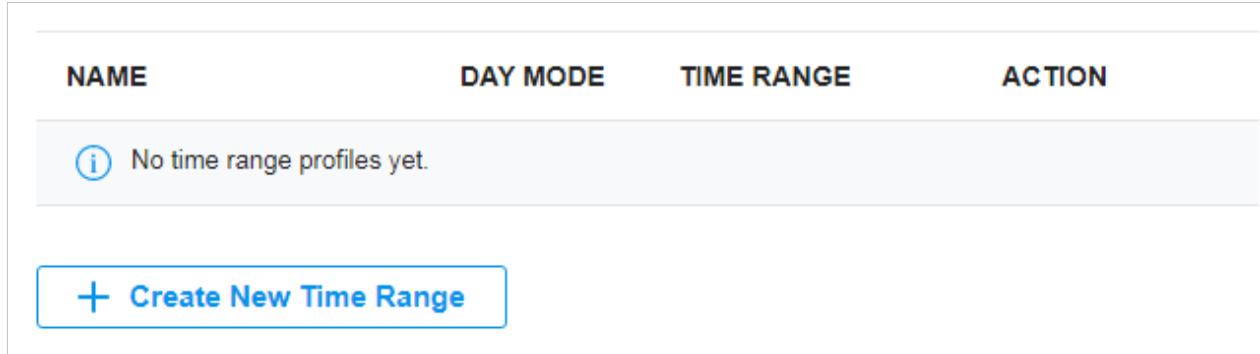 NAME DAY MODE TIME RANGE ACTION
No time range profiles yet.
Create New Time Range